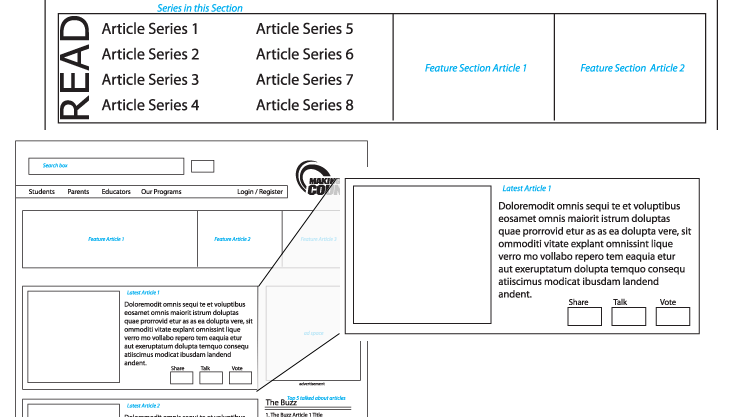 Series in this Section
READ
Article Series 1
Article Series 5
Article Series 2
Article Series 6
Article Series 3
Article Series 7
Article Series 4
Article Series 8
Feature Section Article 1
Feature Section Article 2
Search box
MAKING
COU
Students Parents Educators Our Programs Login / Register
Feature Article 1
Feature Article 2
Feature Article 3
Latest Article 1
Doloremodit omnis sequi te et voluptibus
eosamet omnis maiorit istrum doluptas
quae prorrovid etur as as ea dolupta vere, sit
ommoditi vitate explant omnissint lique
verro mo vollabo repero tem eaquia etur
aut exeruptatum dolupta temquo consequ
atiiscimus modicat ibusdam landend
andent.
Share Talk Vote
advertisement
Latest Article 2
Top 5 talked about articles
The Buzz
1. The Buzz Article 1 Title
Latest Article 1
Doloremodit omnis sequi te et voluptibus
eosamet omnis maiorit istrum doluptas
quae prorrovid etur as as ea dolupta vere, sit
ommoditi vitate explant omnissint lique
verro mo vollabo repero tem eaquia etur
aut exeruptatum dolupta temquo consequ
atiiscimus modicat ibusdam landend
andent.
Share Talk Vote